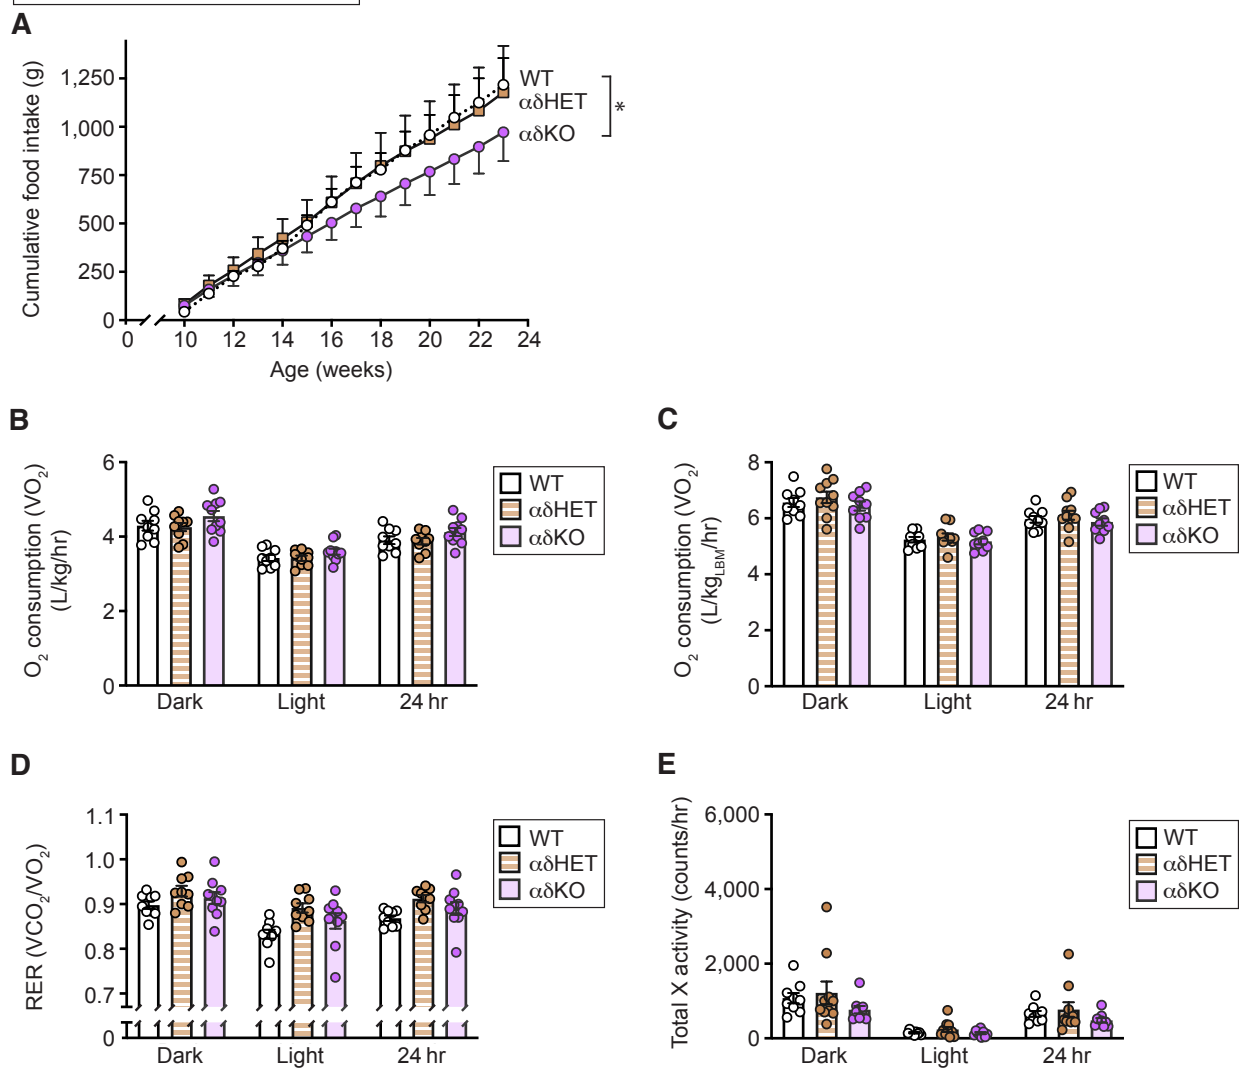 A
Cumulative food intake (g)
1,250
1,000
750
500
250
0
0
10
12
14
16
18
20
22
24
Age (weeks)
WT
αδHET
αδKO
*
B
O2 consumption (VO2)
(L/kg/hr)
6
4
2
0
Dark
Light
24 hr
WT
αδHET
αδKO
C
O2 consumption (VO2)
(L/kgLBM/hr)
8
6
4
2
0
Dark
Light
24 hr
WT
αδHET
αδKO
D
RER (VCO2/VO2)
1.1
1.0
0.9
0.8
0.7
0
Dark
Light
24 hr
WT
αδHET
αδKO
E
Total X activity (counts/hr)
6,000
4,000
2,000
0
Dark
Light
24 hr
WT
αδHET
αδKO